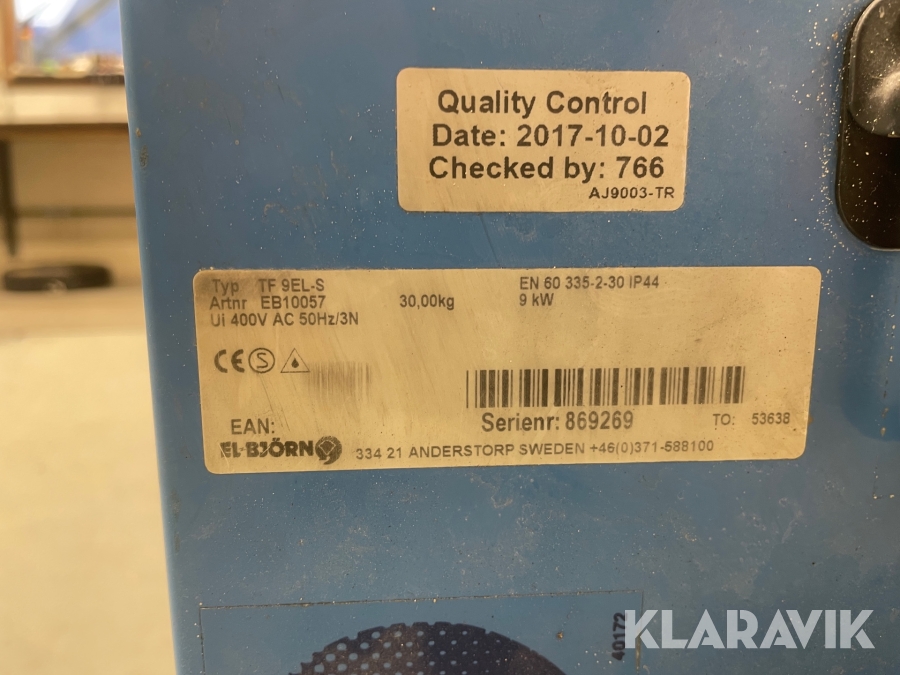 Quality Control
Date: 2017-10-02
Checked by: 766
AJ9003-TR
Typ TF 9EL-S EN 60 335-2-30 IP44
Artnr EB10057 30,00kg 9 kW
Ui 400V AC 50Hz/3N
CE S
EAN:
Serienr: 869269 TO: 53638
EL-BJÖRN 334 21 ANDERSTORP SWEDEN +46(0)371-588100
40172
KLARAVIK